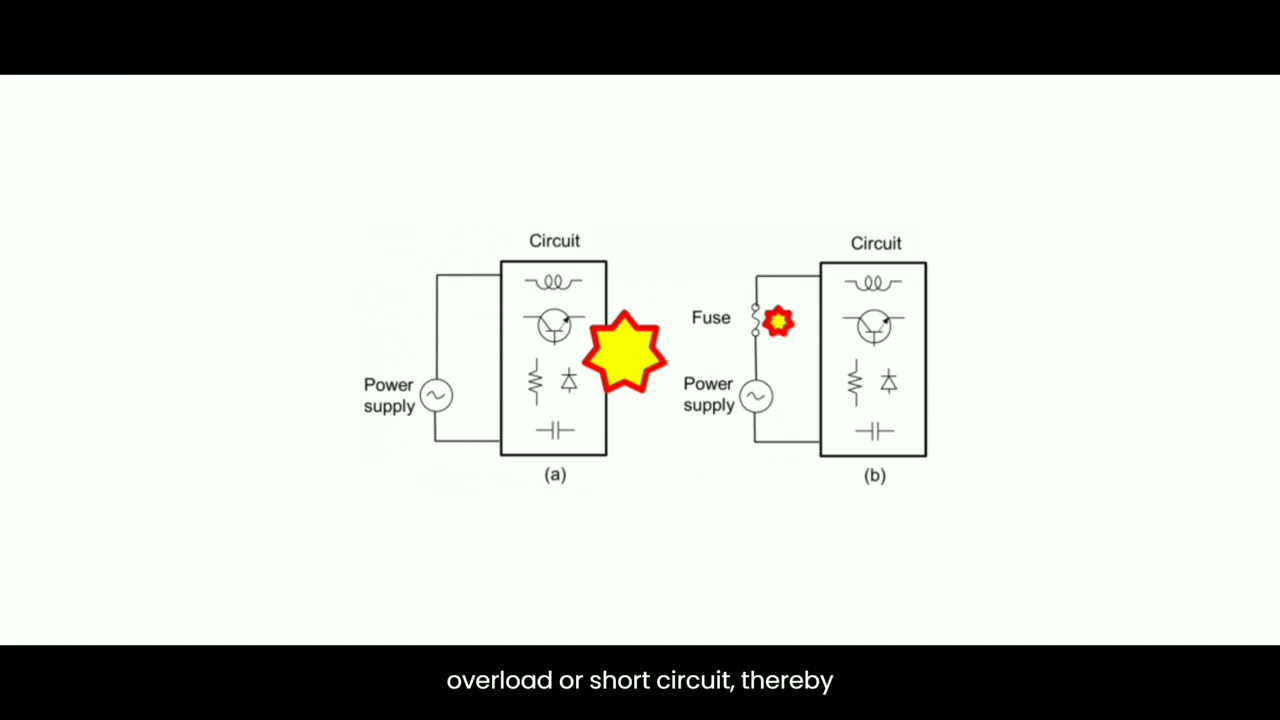 Circuit
Power
supply
(a)
Circuit
Fuse
Power
supply
(b)
overload or short circuit, thereby